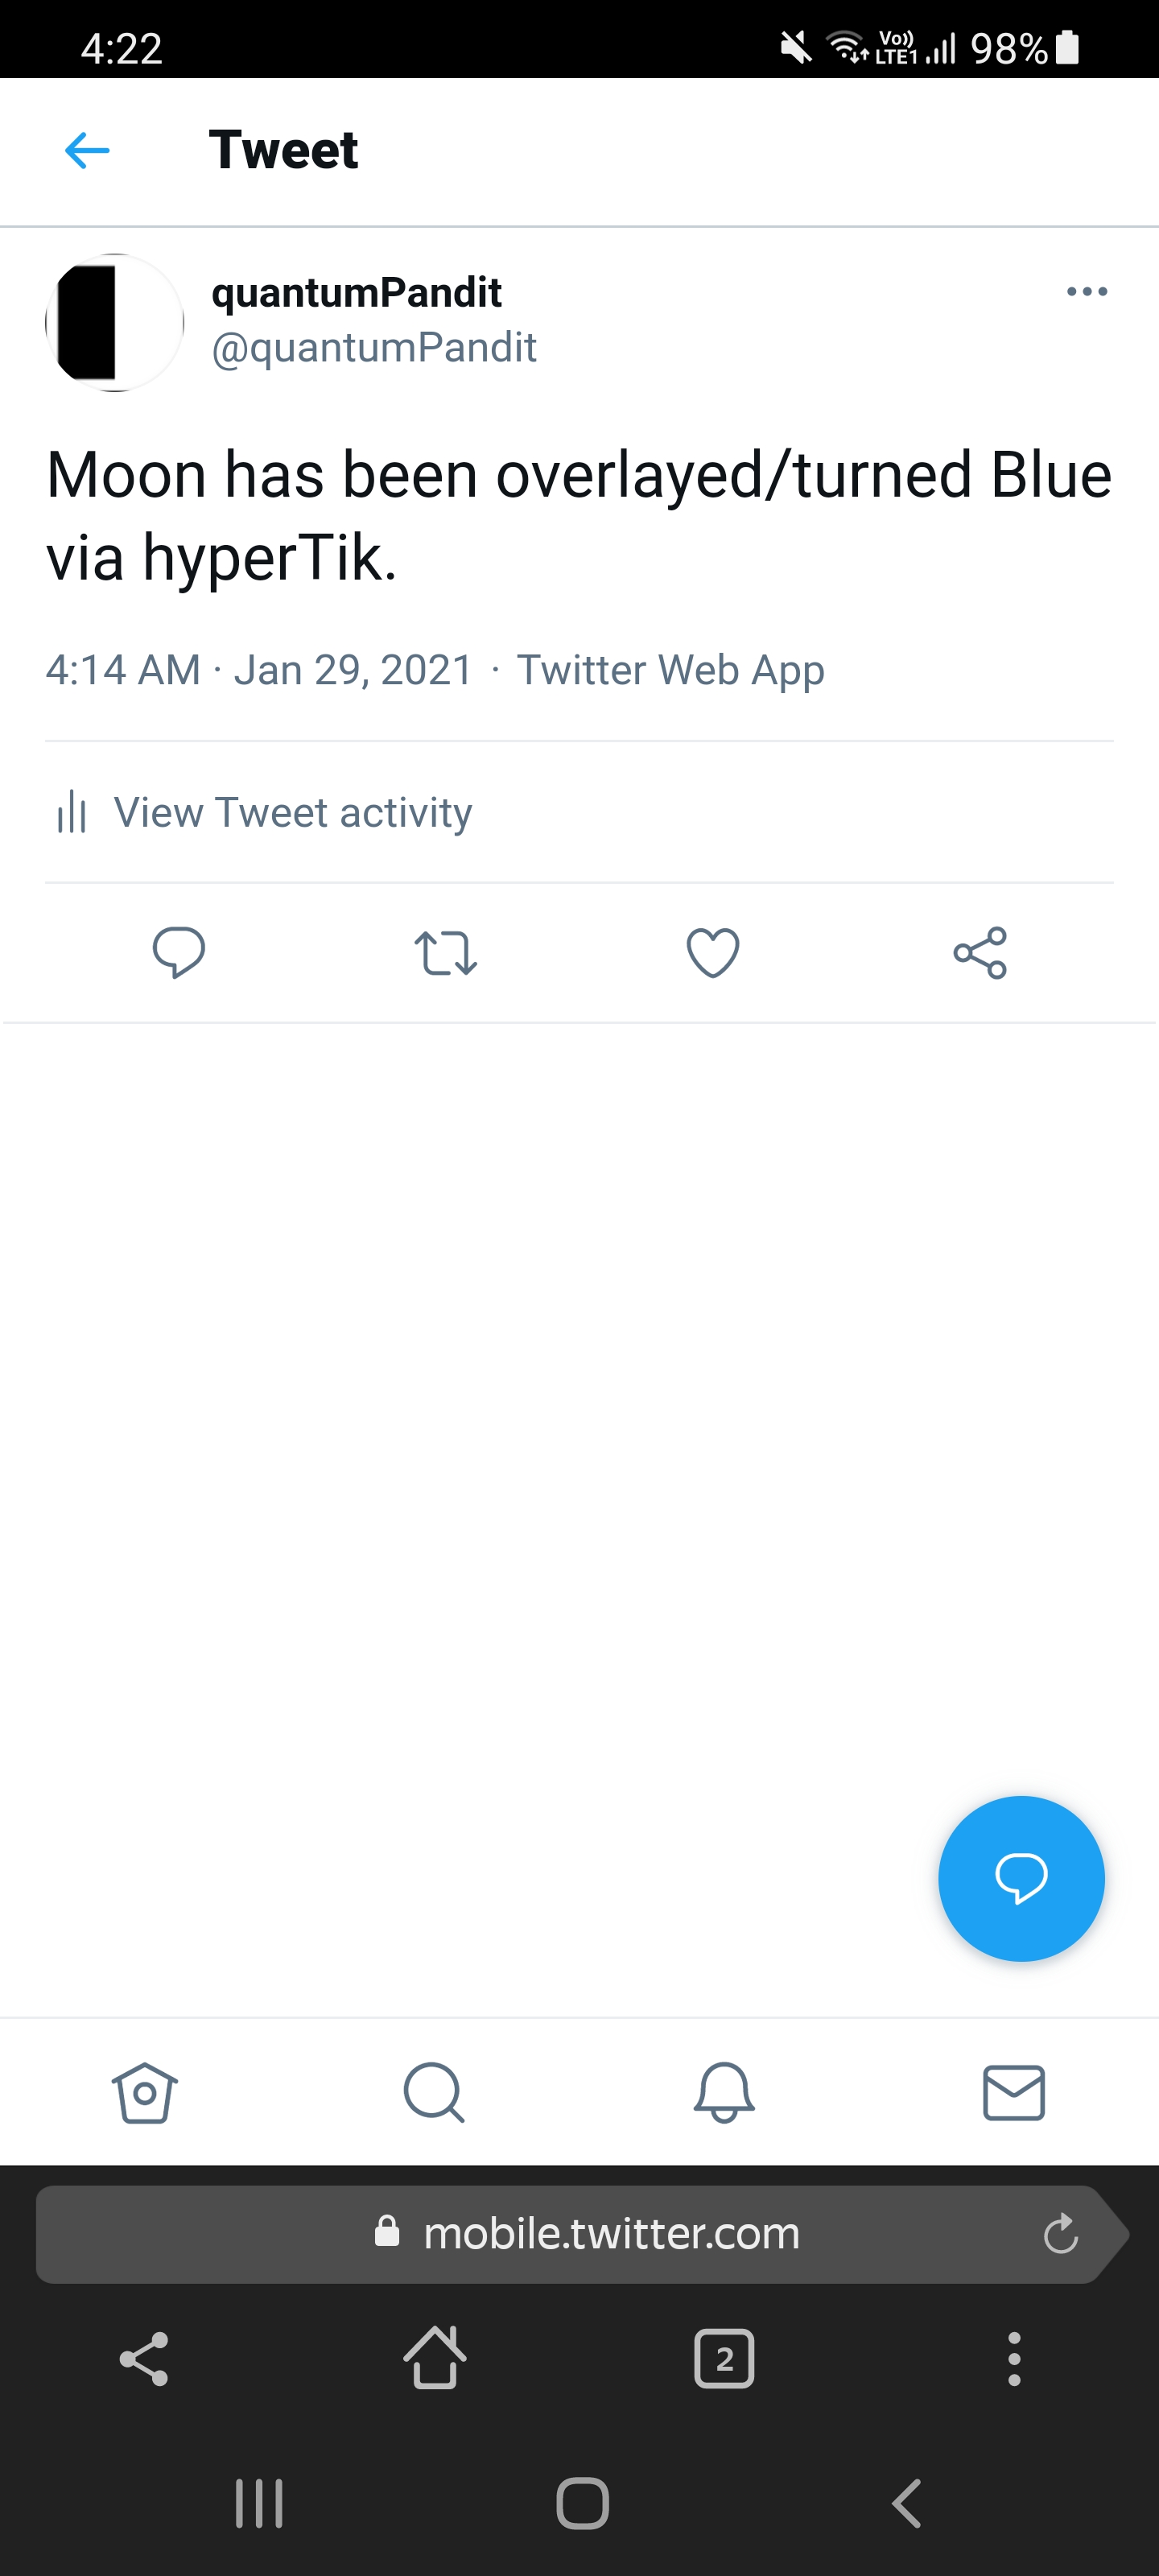 4:22 Vo)) LTE1 98%
Tweet
quantumPandit
@quantumPandit
Moon has been overlayed/turned Blue
via hyperTik.
4:14 AM · Jan 29, 2021 · Twitter Web App
View Tweet activity
mobile.twitter.com
2